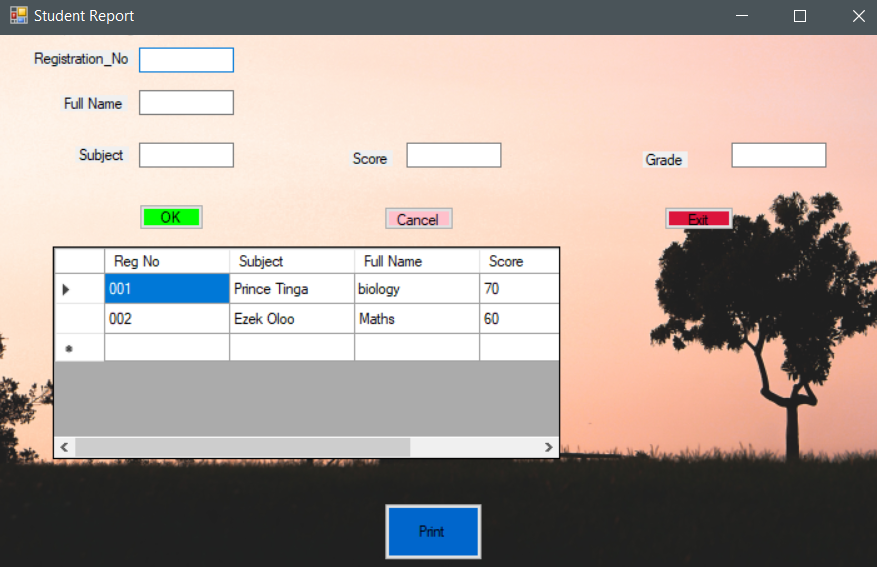 Student Report
Registration_No
Full Name
Subject Score Grade
OK Cancel Exit
Reg No Subject Full Name Score
001 Prince Tinga biology 70
002 Ezek Oloo Maths 60
Print